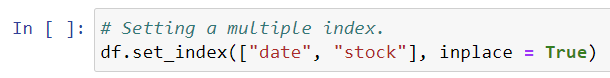 In [ ]: # Setting a multiple index.
df.set_index(["date", "stock"], inplace = True)